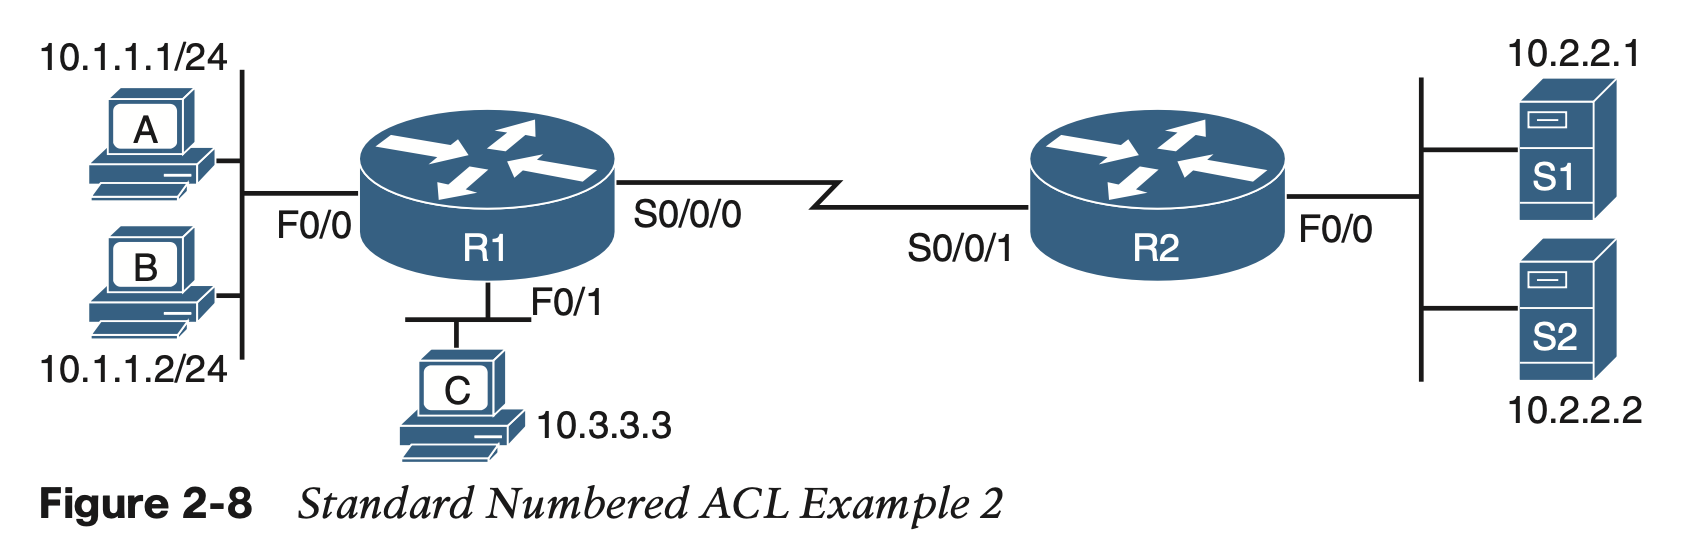 10.1.1.1/24
A
B
10.1.1.2/24
F0/0
R1
S0/0/0
F0/1
C
10.3.3.3
S0/0/1
R2
F0/0
10.2.2.1
S1
S2
10.2.2.2
Figure 2-8 Standard Numbered ACL Example 2